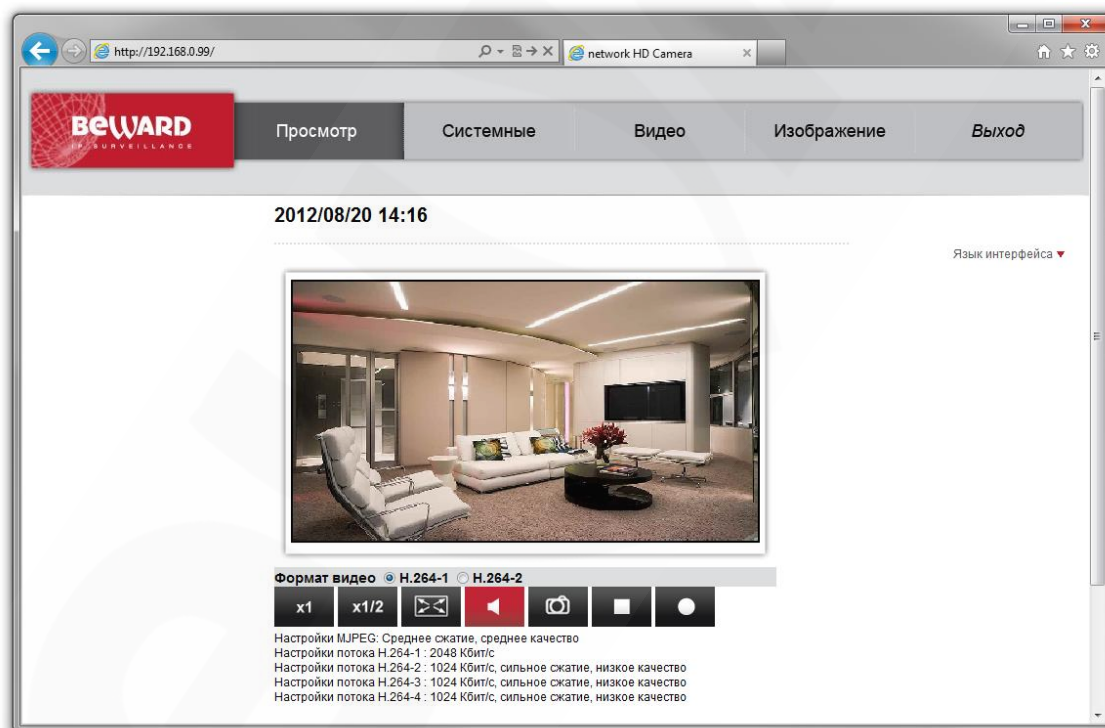 http://192.168.0.99/
network HD Camera
BEWARD
IP SURVEILLANCE
Просмотр
Системные
Видео
Изображение
Выход
2012/08/20 14:16
Язык интерфейса
Формат видео H.264-1 H.264-2
x1 x1/2
Настройки MJPEG: Среднее сжатие, среднее качество
Настройки потока H.264-1 : 2048 Кбит/с
Настройки потока H.264-2 : 1024 Кбит/с, сильное сжатие, низкое качество
Настройки потока H.264-3 : 1024 Кбит/с, сильное сжатие, низкое качество
Настройки потока H.264-4 : 1024 Кбит/с, сильное сжатие, низкое качество